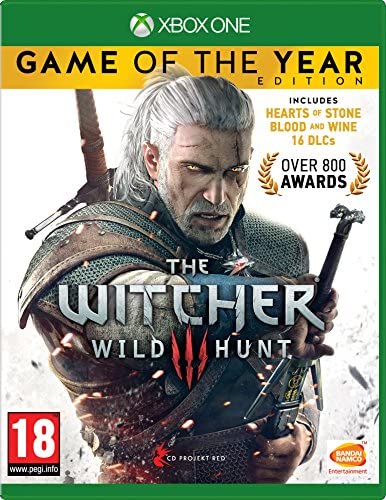 XBOX ONE
GAME OF THE YEAR
EDITION
INCLUDES
HEARTS OF STONE
BLOOD AND WINE
16 DLCs
OVER 800
AWARDS
THE
WITCHER
WILD HUNT
18
www.pegi.info
CD PROJEKT RED
BANDAI
NAMCO
Entertainment